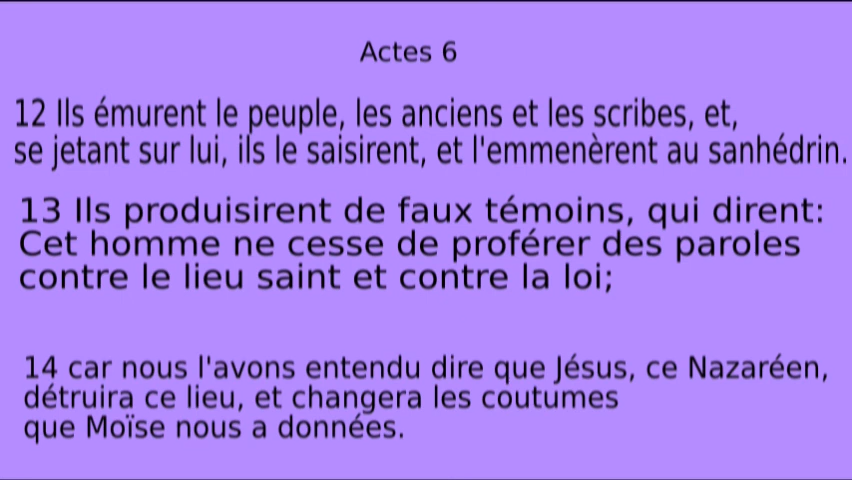 Actes 6
12 Ils émurent le peuple, les anciens et les scribes, et,
se jetant sur lui, ils le saisirent, et l'emmenèrent au sanhédrin.
13 Ils produisirent de faux témoins, qui dirent:
Cet homme ne cesse de proférer des paroles
contre le lieu saint et contre la loi;
14 car nous l'avons entendu dire que Jésus, ce Nazaréen,
détruira ce lieu, et changera les coutumes
que Moïse nous a données.